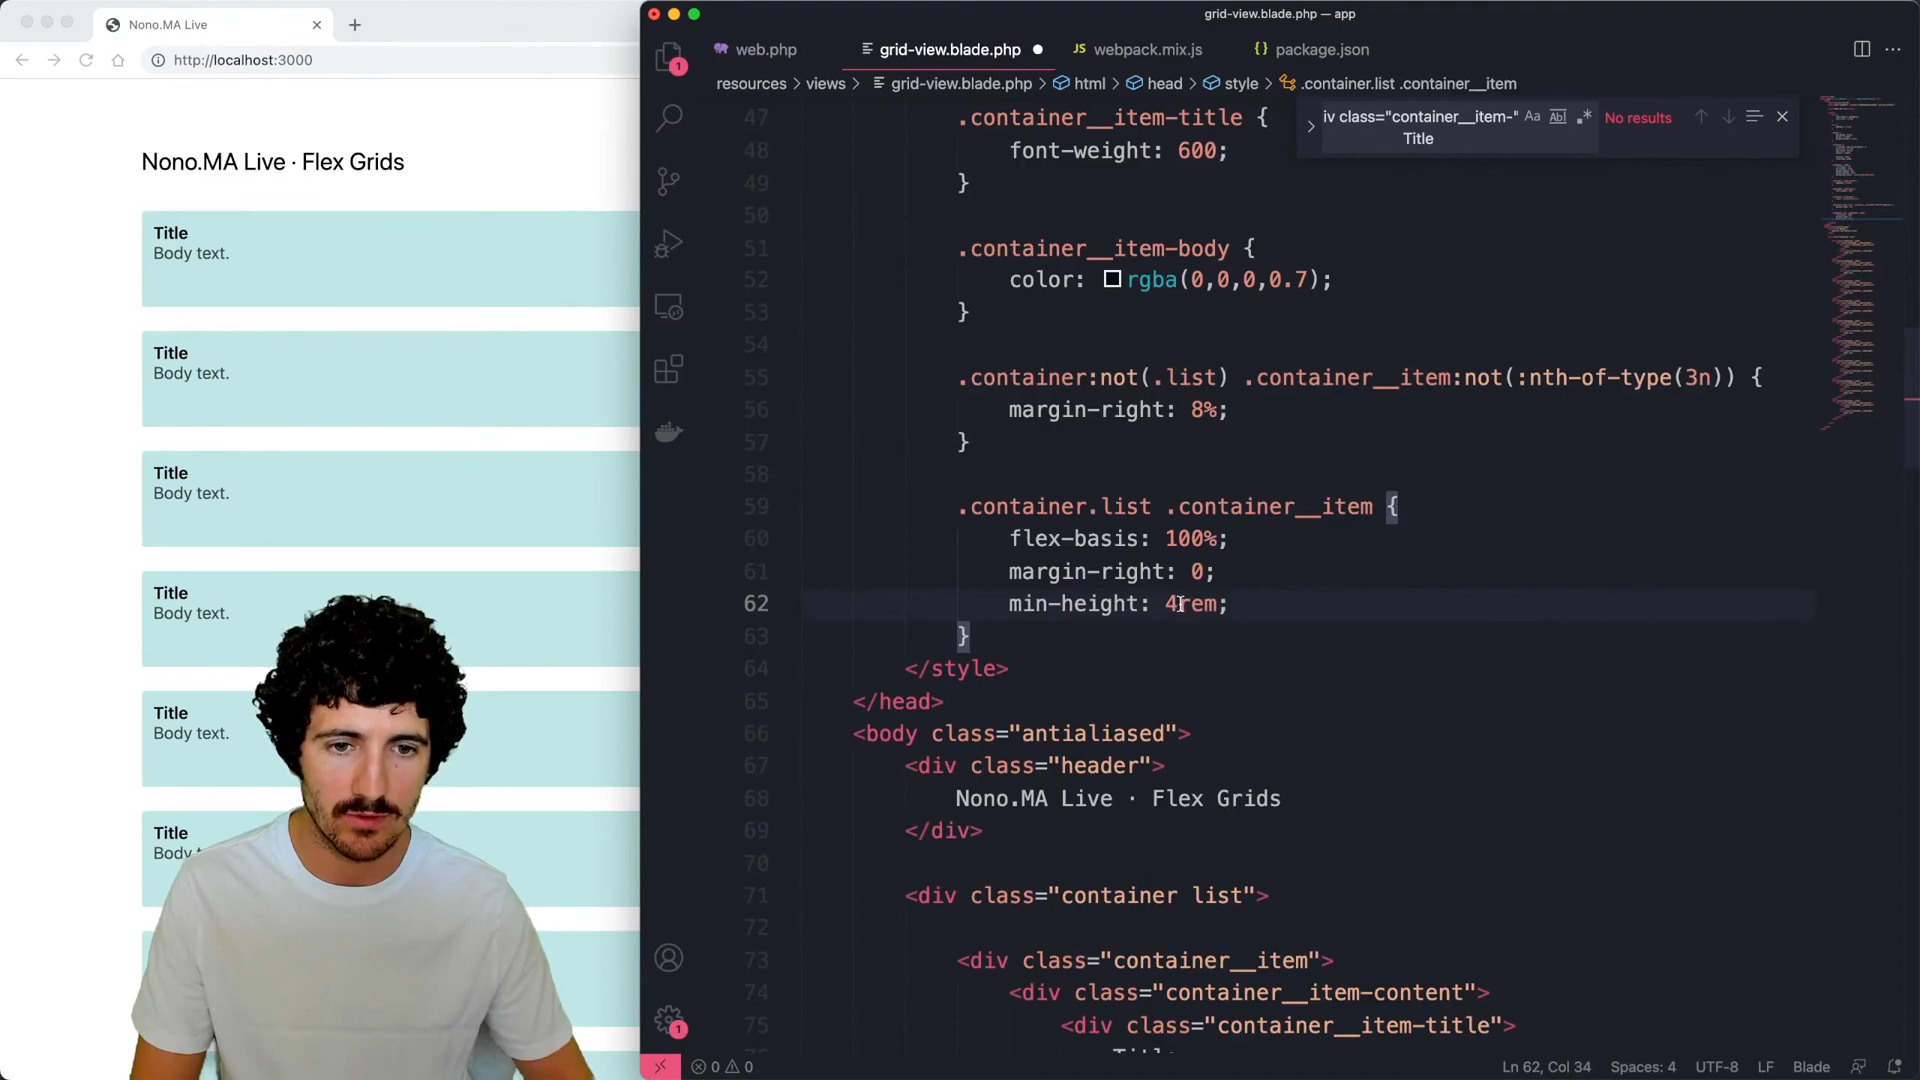 Nono.MA Live
http://localhost:3000
Nono.MA Live · Flex Grids
Title
Body text.
Title
Body text.
Title
Body text.
Title
Body text.
Title
Body text.
Title
Body
grid-view.blade.php — app
web.php
grid-view.blade.php
JS webpack.mix.js
{} package.json
resources > views > grid-view.blade.php > html > head > style > .container.list .container__item
iv class="container__item-"
Title
Aa
Abl
No results
47 .container__item-title {
48 font-weight: 600;
49 }
50
51 .container__item-body {
52 color: rgba(0,0,0,0.7);
53 }
54
55 .container:not(.list) .container__item:not(:nth-of-type(3n)) {
56 margin-right: 8%;
57 }
58
59 .container.list .container__item {
60 flex-basis: 100%;
61 margin-right: 0;
62 min-height: 4rem;
63 }
64 </style>
65 </head>
66 <body class="antialiased">
67 <div class="header">
68 Nono.MA Live · Flex Grids
69 </div>
70
71 <div class="container list">
72
73 <div class="container__item">
74 <div class="container__item-content">
75 <div class="container__item-title">
1
1
0 0
Ln 62, Col 34
Spaces: 4
UTF-8
LF
Blade